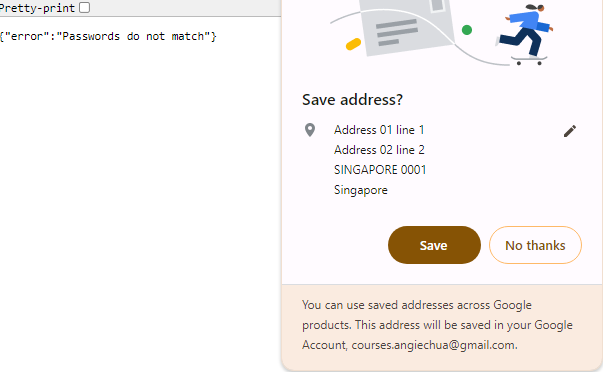 Pretty-print
{"error":"Passwords do not match"}
Save address?
Address 01 line 1
Address 02 line 2
SINGAPORE 0001
Singapore
Save
No thanks
You can use saved addresses across Google
products. This address will be saved in your Google
Account, courses.angiechua@gmail.com.